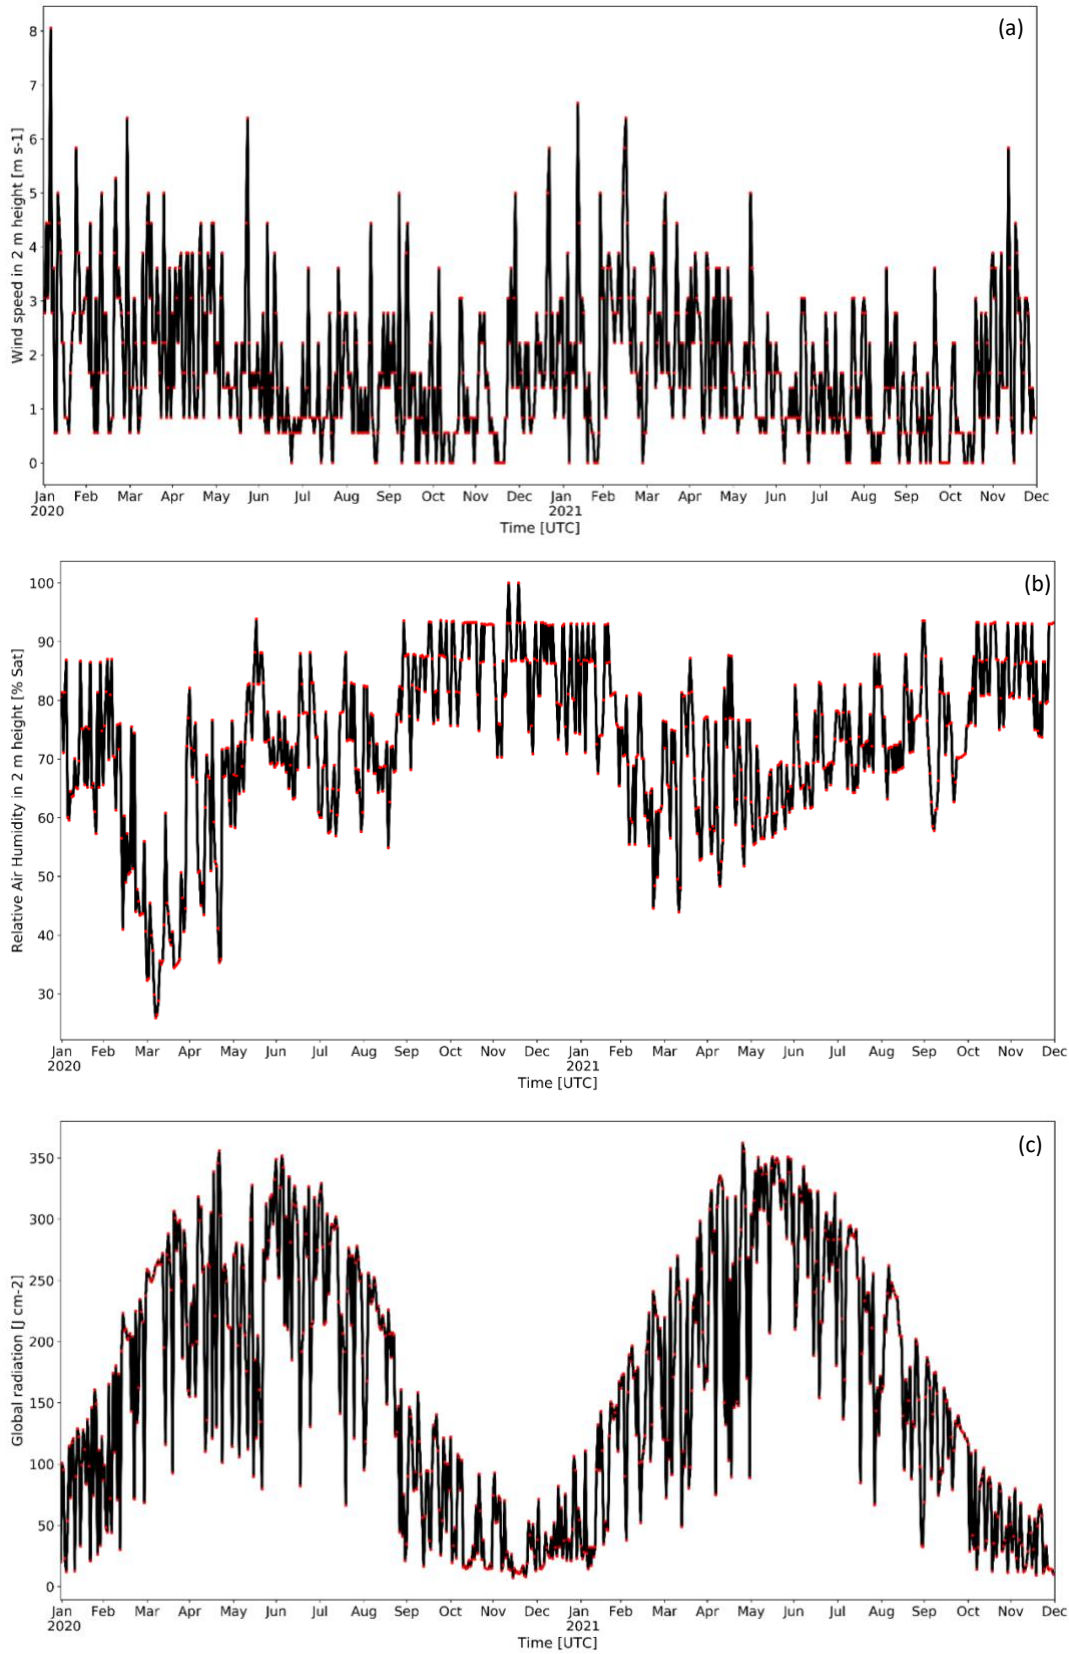 (a)
Wind speed in 2 m height [m s-1]
8
7
6
5
4
3
2
1
0
Jan Feb Mar Apr May Jun Jul Aug Sep Oct Nov Dec Jan Feb Mar Apr May Jun Jul Aug Sep Oct Nov Dec
2020 2021
Time [UTC]
(b)
Relative Air Humidity in 2 m height [% Sat]
100
90
80
70
60
50
40
30
Jan Feb Mar Apr May Jun Jul Aug Sep Oct Nov Dec Jan Feb Mar Apr May Jun Jul Aug Sep Oct Nov Dec
2020 2021
Time [UTC]
(c)
Global radiation [J cm-2]
350
300
250
200
150
100
50
0
Jan Feb Mar Apr May Jun Jul Aug Sep Oct Nov Dec Jan Feb Mar Apr May Jun Jul Aug Sep Oct Nov Dec
2020 2021
Time [UTC]